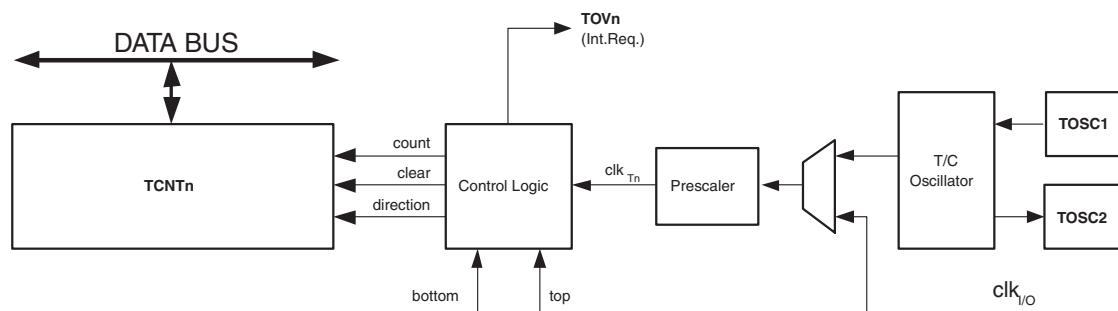 TOVn
(Int.Req.)
DATA BUS
TOSC1
count
T/C
Oscillator
TCNTn
clear
Control Logic
clk Tn
Prescaler
direction
TOSC2
bottom
top
clk I/O